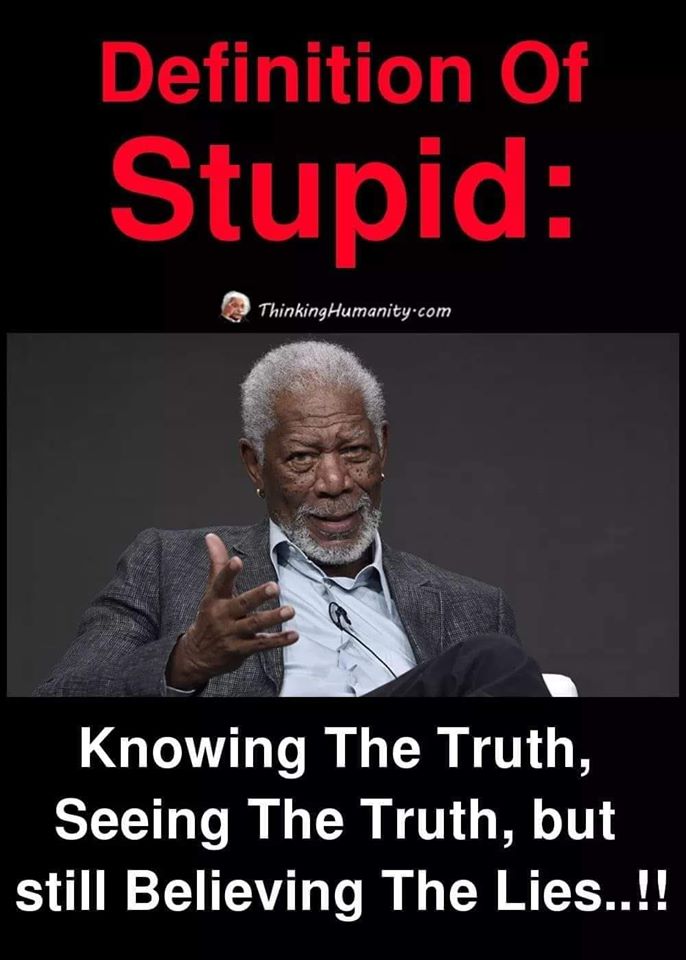 Definition Of
Stupid:
ThinkingHumanity.com
Knowing The Truth,
Seeing The Truth, but
still Believing The Lies..!!